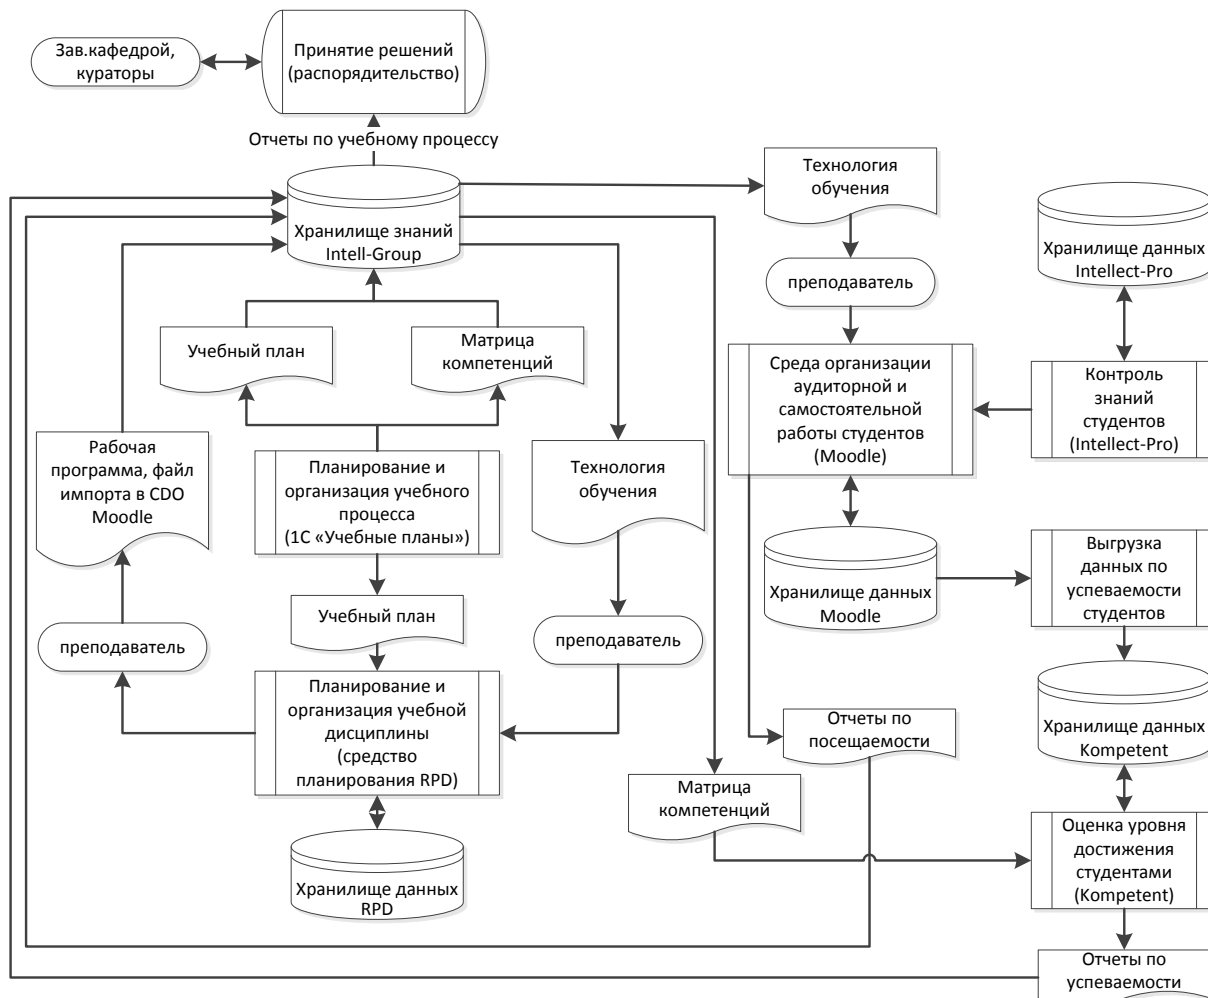 Зав.кафедрой,
кураторы
Принятие решений
(распорядительство)
Отчеты по учебному процессу
Хранилище знаний
Intell-Group
Технология
обучения
преподаватель
Хранилище данных
Intellect-Pro
Учебный план
Матрица
компетенций
Среда организации
аудиторной и
самостоятельной
работы студентов
(Moodle)
Контроль
знаний
студентов
(Intellect-Pro)
Рабочая
программа, файл
импорта в CDO
Moodle
Планирование и
организация учебного
процесса
(1С «Учебные планы»)
Технология
обучения
Хранилище данных
Moodle
Выгрузка
данных по
успеваемости
студентов
Учебный план
преподаватель
преподаватель
Планирование и
организация учебной
дисциплины
(средство
планирования RPD)
Отчеты по
посещаемости
Хранилище данных
Kompetent
Матрица
компетенций
Оценка уровня
достижения
студентами
(Kompetent)
Хранилище данных
RPD
Отчеты по
успеваемости